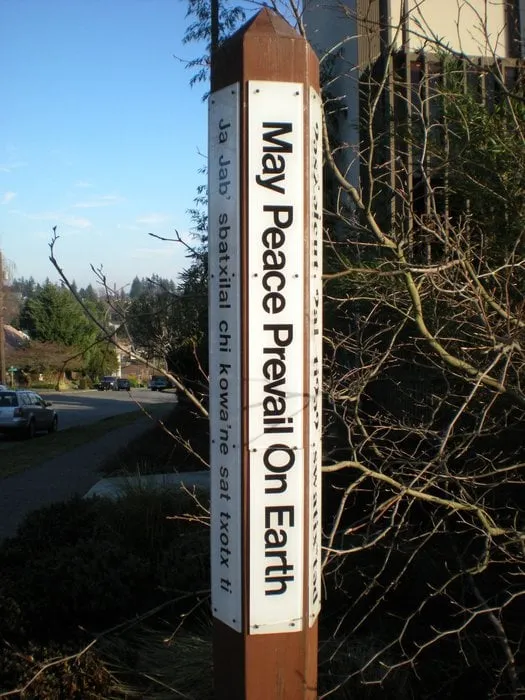 Ja Jab' sbatxilal chi kowa'ne sat txotx ti
May Peace Prevail On Earth